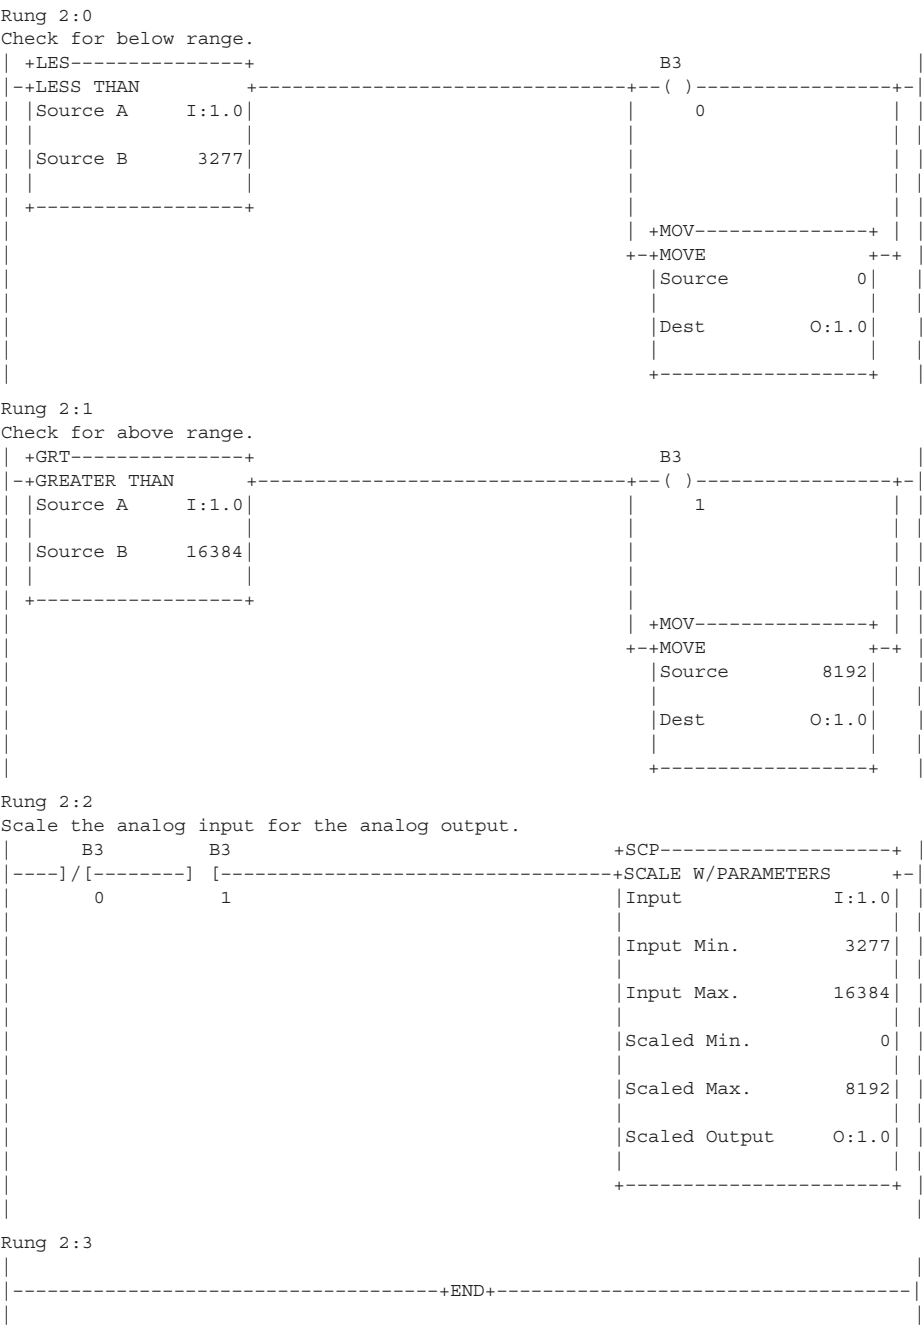 Rung 2:0
Check for below range.
| +LES---------------+                                   B3                    |
|-+LESS THAN         +--------------------------------+--( )-----------------+-|
| |Source A     I:1.0|                                |     0                | |
| |                  |                                |                      | |
| |Source B      3277|                                |                      | |
| |                  |                                |                      | |
| +------------------+                                |                      | |
|                                                     | +MOV---------------+ | |
|                                                     +-+MOVE              +-+ |
|                                                       |Source           0|   |
|                                                       |                  |   |
|                                                       |Dest         O:1.0|   |
|                                                       |                  |   |
|                                                       +------------------+   |
Rung 2:1
Check for above range.
| +GRT---------------+                                   B3                    |
|-+GREATER THAN      +--------------------------------+--( )-----------------+-|
| |Source A     I:1.0|                                |     1                | |
| |                  |                                |                      | |
| |Source B     16384|                                |                      | |
| |                  |                                |                      | |
| +------------------+                                |                      | |
|                                                     | +MOV---------------+ | |
|                                                     +-+MOVE              +-+ |
|                                                       |Source        8192|   |
|                                                       |                  |   |
|                                                       |Dest         O:1.0|   |
|                                                       |                  |   |
|                                                       +------------------+   |
Rung 2:2
Scale the analog input for the analog output.
|      B3         B3                                 +SCP--------------------+ |
|----]/[--------] [----------------------------------+SCALE W/PARAMETERS     +-|
|       0          1                                 |Input             I:1.0| |
|                                                    |                       | |
|                                                    |Input Min.         3277| |
|                                                    |                       | |
|                                                    |Input Max.        16384| |
|                                                    |                       | |
|                                                    |Scaled Min.           0| |
|                                                    |                       | |
|                                                    |Scaled Max.        8192| |
|                                                    |                       | |
|                                                    |Scaled Output     O:1.0| |
|                                                    |                       | |
|                                                    +-----------------------+ |
|                                                                              |
Rung 2:3
|                                                                              |
|-------------------------------------+END+------------------------------------|
|                                                                              |